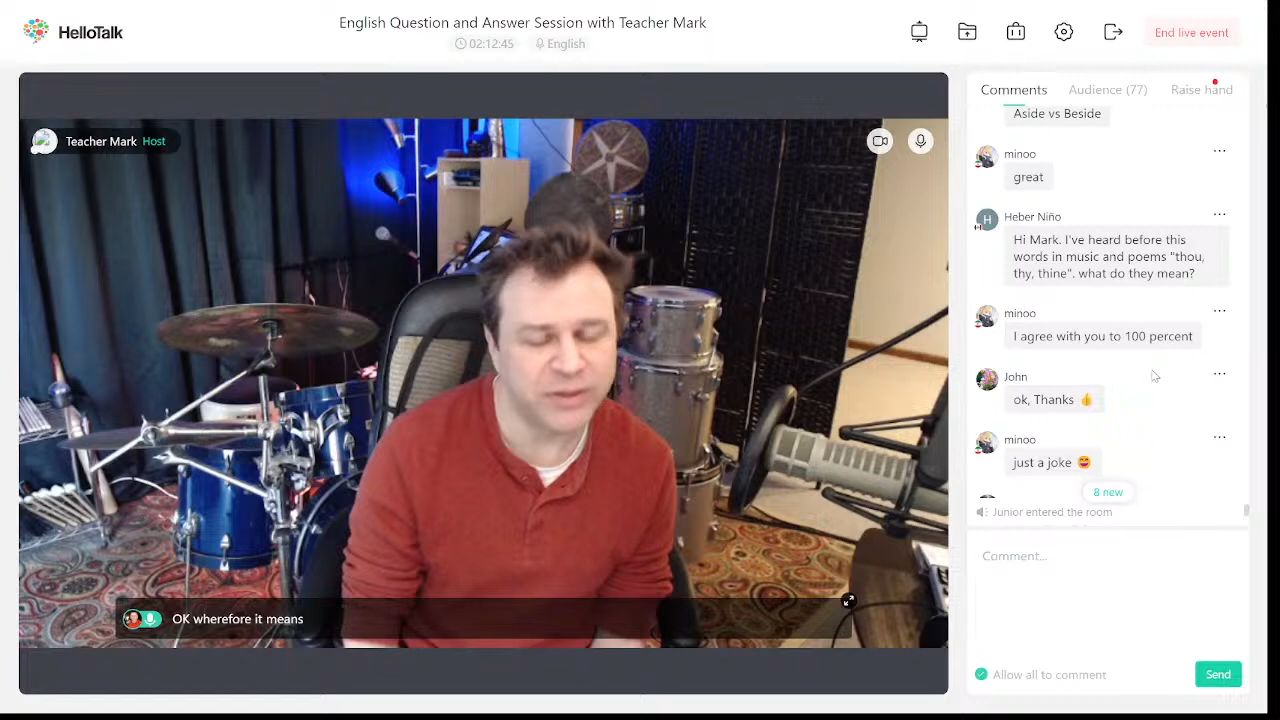 HelloTalk
English Question and Answer Session with Teacher Mark
02:12:45 English
End live event
Teacher Mark Host
OK wherefore it means
Comments Audience (77) Raise hand
Aside vs Beside
minoo
great
H
Heber Niño
Hi Mark. I've heard before this
words in music and poems "thou,
thy, thine". what do they mean?
minoo
I agree with you to 100 percent
John
ok, Thanks 👍
minoo
just a joke 😄
8 new
Junior entered the room
Comment...
Allow all to comment
Send